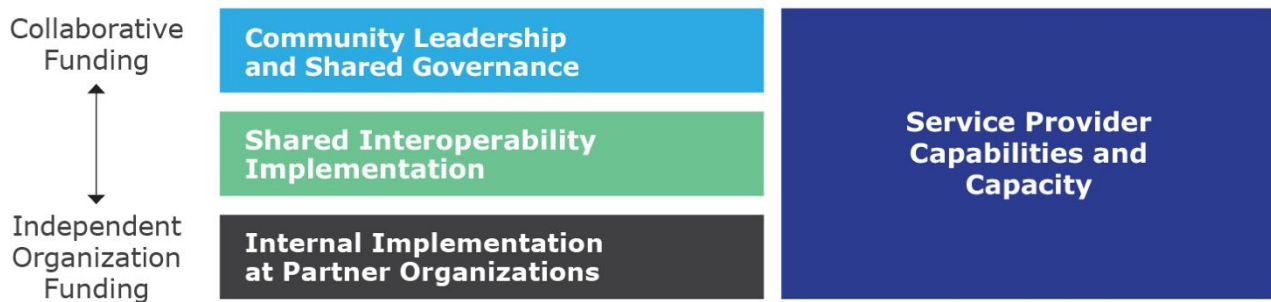 Collaborative
Funding
Independent
Organization
Funding
Community Leadership
and Shared Governance
Shared Interoperability
Implementation
Internal Implementation
at Partner Organizations
Service Provider
Capabilities and
Capacity